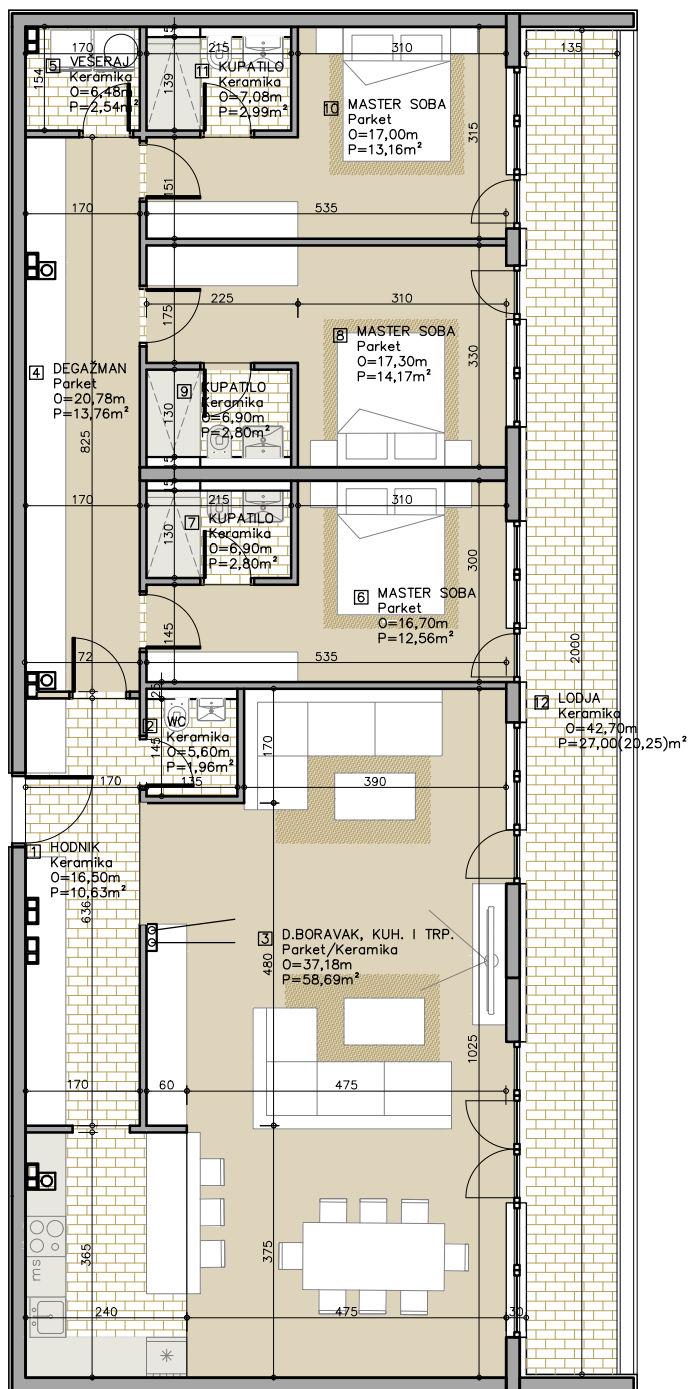 170
215
310
135
5
VEŠERAJ
Keramika
O=6,48m
P=2,54m²
154
15
139
11
KUPATILO
Keramika
O=7,08m
P=2,99m²
10
MASTER SOBA
Parket
O=17,00m
P=13,16m²
315
151
170
535
225
310
175
8
MASTER SOBA
Parket
O=17,30m
P=14,17m²
330
4
DEGAŽMAN
Parket
O=20,78m
P=13,76m²
825
9
KUPATILO
Keramika
O=6,90m
P=2,80m²
130
15
170
15
215
310
7
KUPATILO
Keramika
O=6,90m
P=2,80m²
130
300
6
MASTER SOBA
Parket
O=16,70m
P=12,56m²
145
72
535
2000
25
2
WC
Keramika
O=5,60m
P=1,96m²
145
135
170
170
390
12
LODJA
Keramika
O=42,70m
P=27,00(20,25)m²
1
HODNIK
Keramika
O=16,50m
P=10,63m²
636
3
D.BORAVAK, KUH. I TRP.
Parket/Keramika
O=37,18m
P=58,69m²
480
1025
170
60
475
365
375
ms
240
475
30